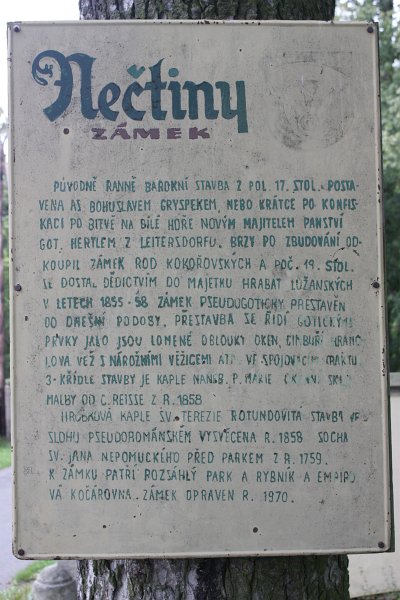 Nečtiny
ZÁMEK
PŮVODNĚ RANNĚ BAROKNÍ STAVBA Z POL. 17. STOL. POSTA-
VENA AS. BOHUSLAVEM GRYSPEKEM, NEBO KRÁTCE PO KONFIS-
KACI PO BITVĚ NA BÍLÉ HOŘE NOVÝM MAJITELEM PANSTVÍ
GOT. HERTLEM Z LEITERSDORFU. BRZY PO ZBUDOVÁNÍ OD-
KOUPIL ZÁMEK ROD KOKOŘOVSKÝCH A POČ. 19. STOL.
SE DOSTAL DĚDICTVÍM DO MAJETKU HRABAT LUŽANSKÝCH
V LETECH 1855-58 ZÁMEK PSEUDOGOTICKY PŘESTAVĚN
DO DNEŠNÍ PODOBY. PŘESTAVBA SE ŘÍDÍ GOTICKÝMI
PRVKY JAKO JSOU LOMENÉ OBLOUKY OKEN, CIMBUŘÍ HRANO-
LOVÁ VĚŽ S NÁROŽNÍMI VĚŽICEMI ATD. VE SPOJOVACÍM TRAKTU
3-KŘÍDLÉ STAVBY JE KAPLE NANEB. P. MARIE
MALBY OD C. REISSE Z R. 1858
HROBKOVÁ KAPLE SV. TEREZIE ROTUNDOVITÁ STAVBA VE
SLOHU PSEUDOROMÁNSKÉM VYSVĚCENA R. 1858. SOCHA
SV. JANA NEPOMUCKÉHO PŘED PARKEM Z R. 1759.
K ZÁMKU PATŘÍ ROZSÁHLÝ PARK A RYBNÍK A EMPIRO-
VÁ KOČÁROVNA. ZÁMEK OPRAVEN R. 1970.